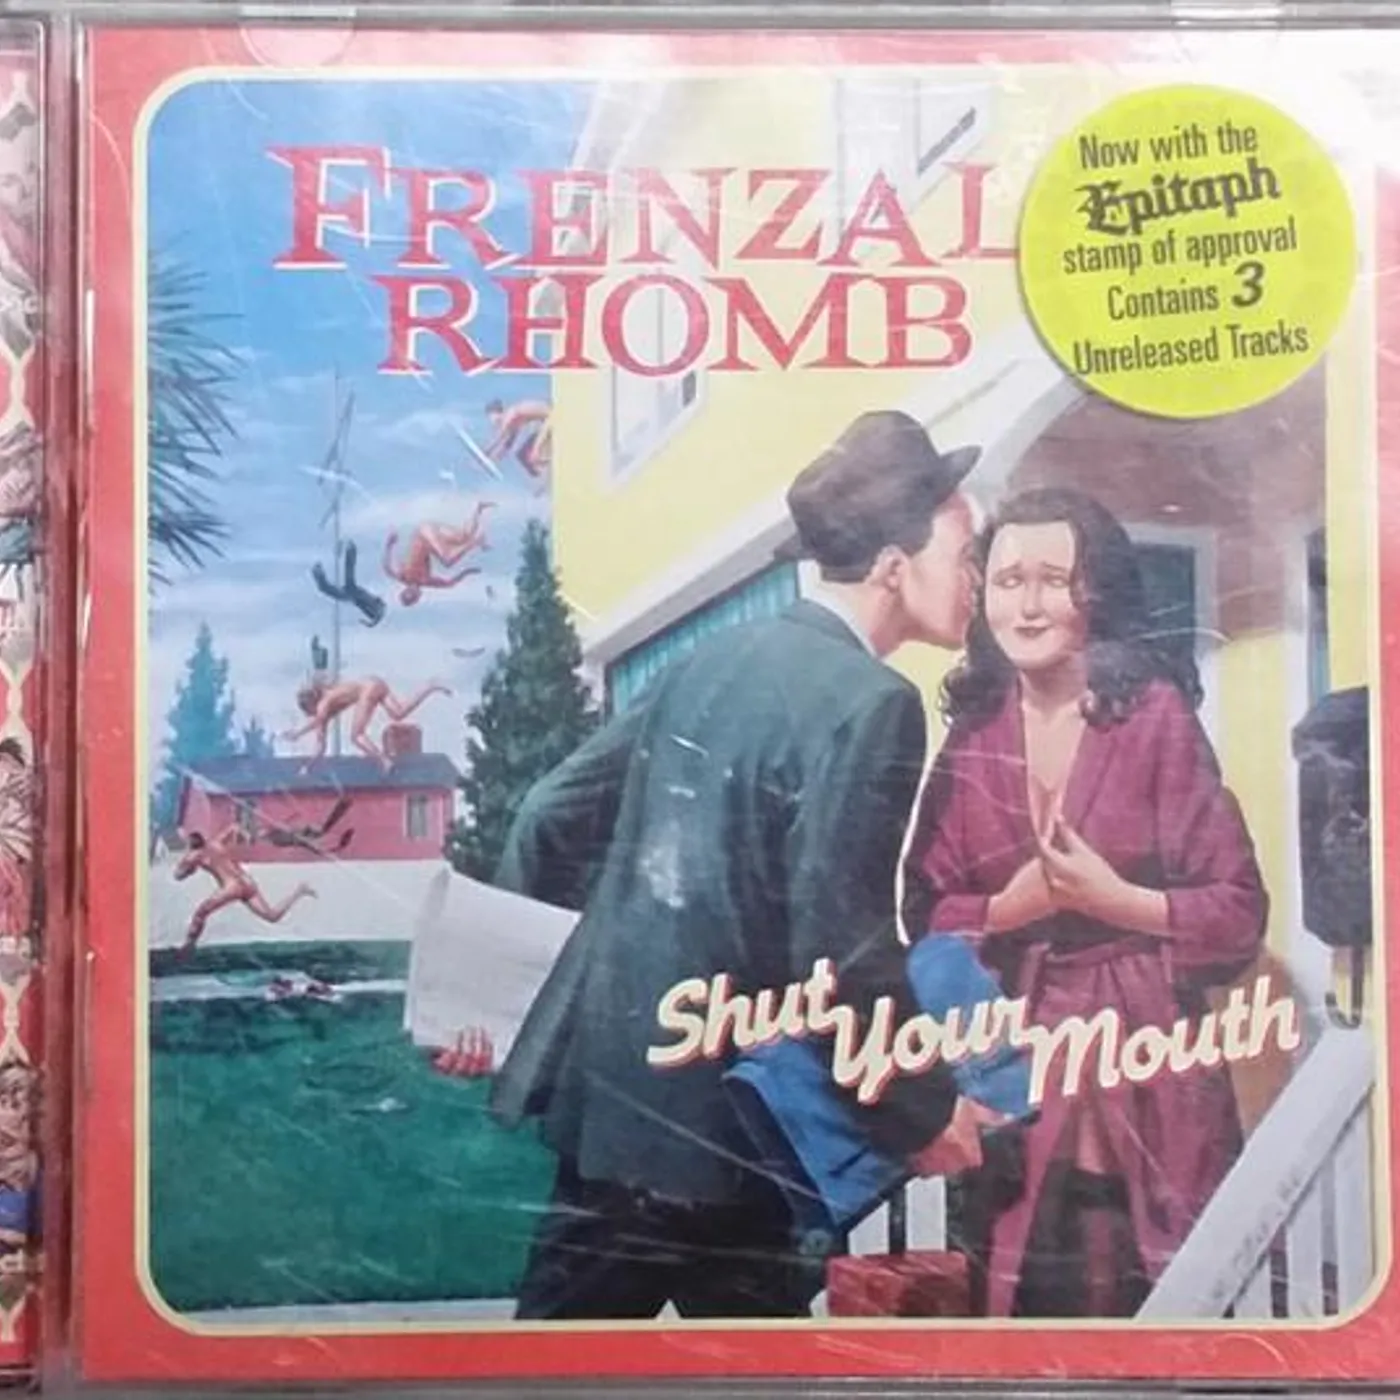 FRENZAL
RHOMB
Now with the
Epitaph
stamp of approval
Contains 3
Unreleased Tracks
Shut Your Mouth